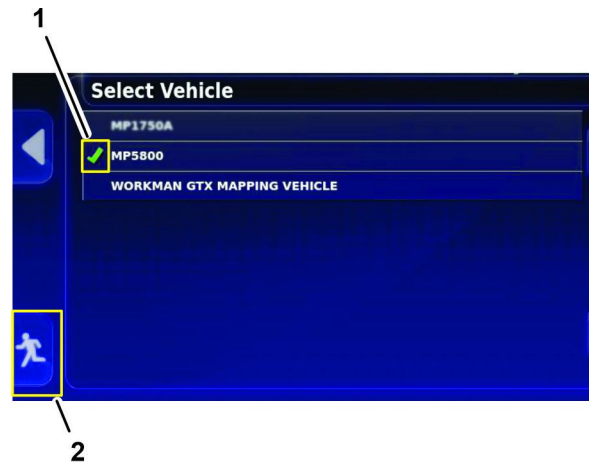 1
Select Vehicle
MP1750A
MP5800
WORKMAN GTX MAPPING VEHICLE
2